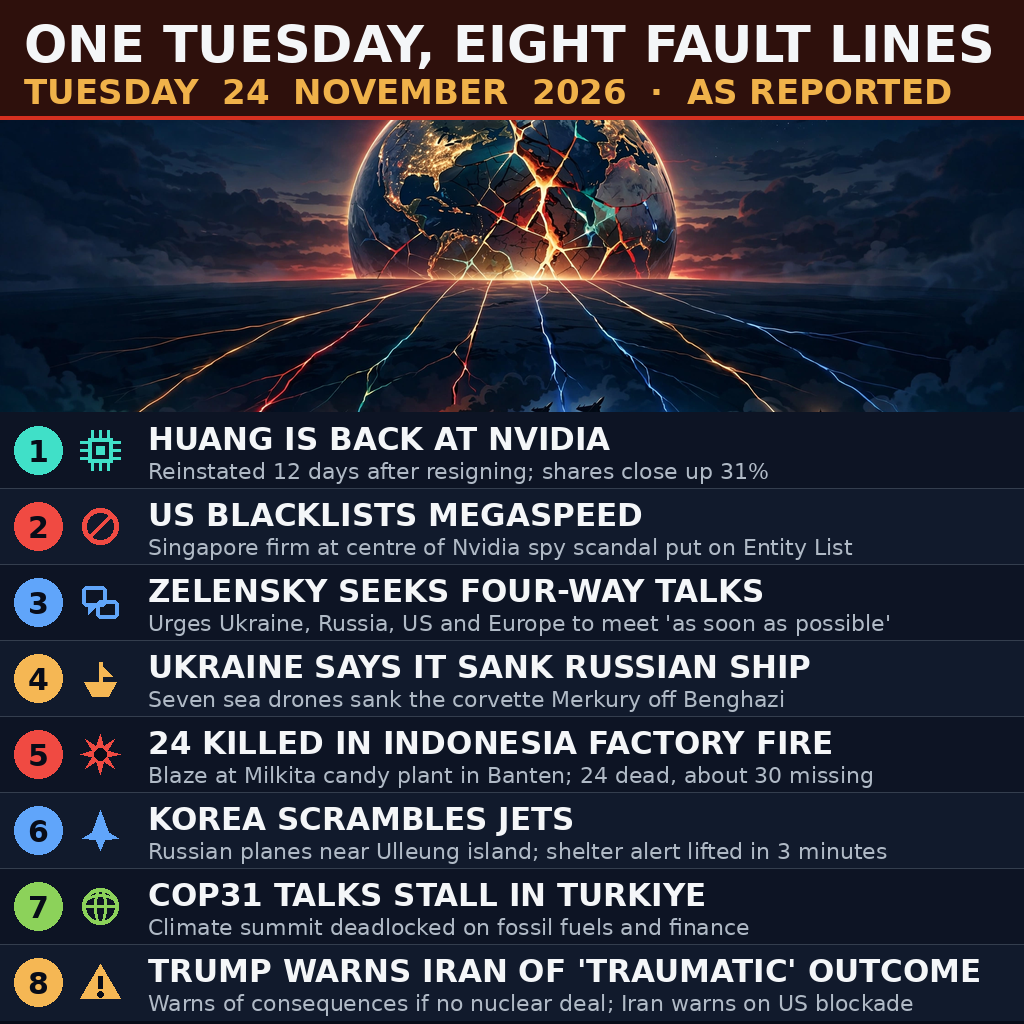 ONE TUESDAY, EIGHT FAULT LINES
TUESDAY 24 NOVEMBER 2026 · AS REPORTED
1
HUANG IS BACK AT NVIDIA
Reinstated 12 days after resigning; shares close up 31%
2
US BLACKLISTS MEGASPEED
Singapore firm at centre of Nvidia spy scandal put on Entity List
3
ZELENSKY SEEKS FOUR-WAY TALKS
Urges Ukraine, Russia, US and Europe to meet 'as soon as possible'
4
UKRAINE SAYS IT SANK RUSSIAN SHIP
Seven sea drones sank the corvette Merkury off Benghazi
5
24 KILLED IN INDONESIA FACTORY FIRE
Blaze at Milkita candy plant in Banten; 24 dead, about 30 missing
6
KOREA SCRAMBLES JETS
Russian planes near Ulleung island; shelter alert lifted in 3 minutes
7
COP31 TALKS STALL IN TURKIYE
Climate summit deadlocked on fossil fuels and finance
8
TRUMP WARNS IRAN OF 'TRAUMATIC' OUTCOME
Warns of consequences if no nuclear deal; Iran warns on US blockade